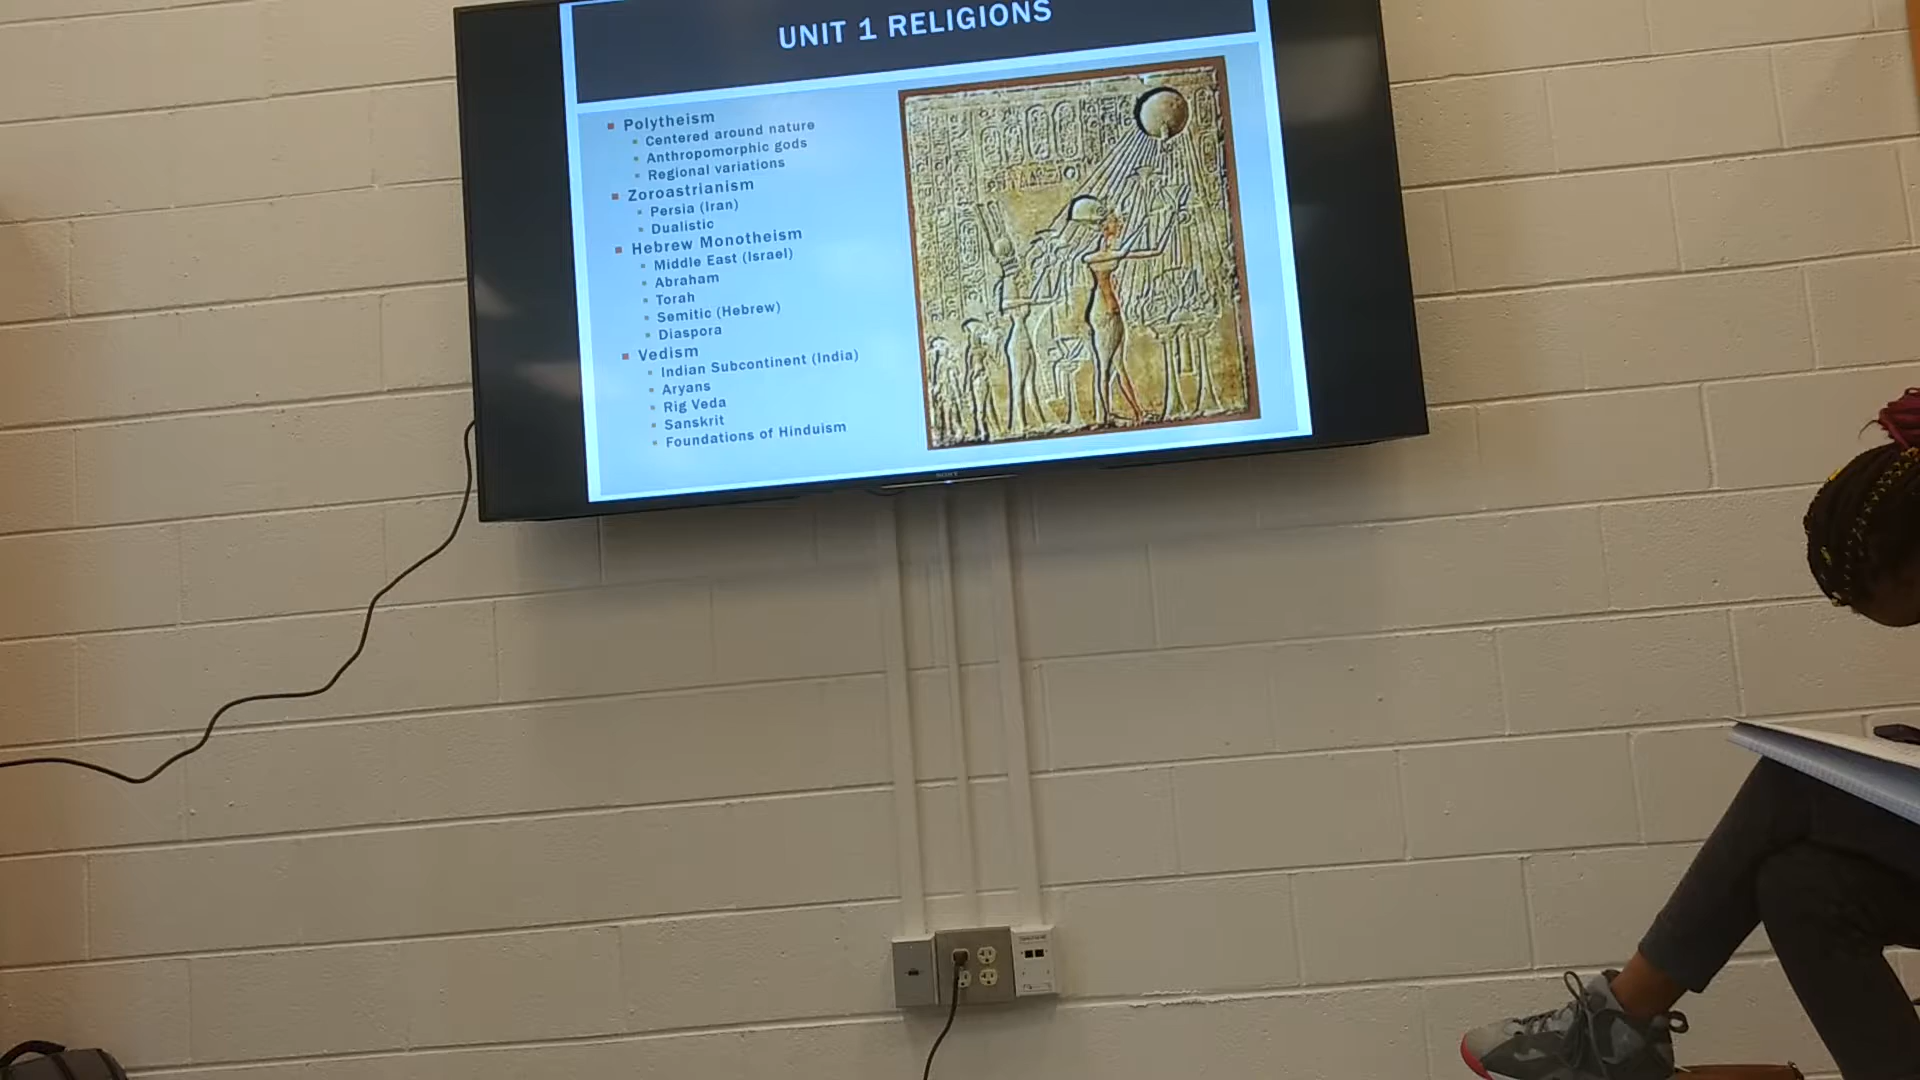 UNIT 1 RELIGIONS
Polytheism
Centered around nature
Anthropomorphic gods
Regional variations
Zoroastrianism
Persia (Iran)
Dualistic
Hebrew Monotheism
Middle East (Israel)
Abraham
Torah
Semitic (Hebrew)
Diaspora
Vedism
Indian Subcontinent (India)
Aryans
Rig Veda
Sanskrit
Foundations of Hinduism
SONY